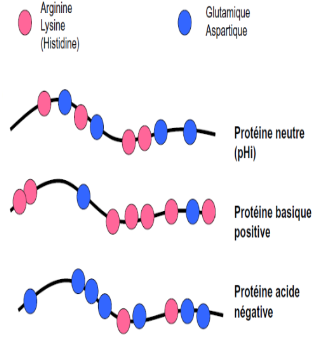 Arginine
Lysine
(Histidine)
Glutamique
Aspartique
Protéine neutre
(pHi)
Protéine basique
positive
Protéine acide
négative